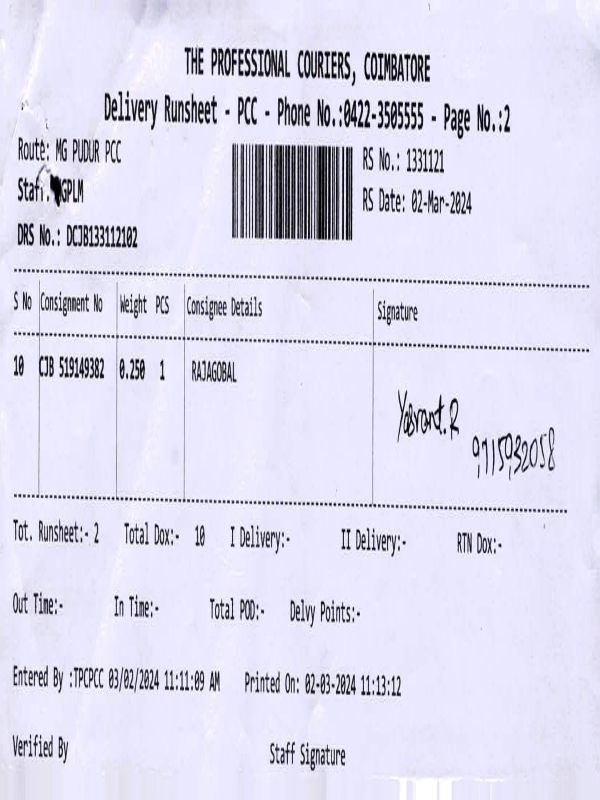 THE PROFESSIONAL COURIERS, COIMBATORE
Delivery Runsheet - PCC - Phone No.:0422-3505555 - Page No.:2
Route: MG PUDUR PCC
RS No.: 1331121
Staff: GPLM
RS Date: 02-Mar-2024
DRS No.: DCJB133112102
S No Consignment No Weight PCS Consignee Details Signature
10 CJB 519149382 0.250 1 RAJAGOBAL
9715932058
Tot. Runsheet:- 2 Total Dox:- 10 I Delivery:- II Delivery:- RTN Dox:-
Out Time:- In Time:- Total POD:- Delvy Points:-
Entered By :TPCPCC 03/02/2024 11:11:09 AM Printed On: 02-03-2024 11:13:12
Verified By Staff Signature